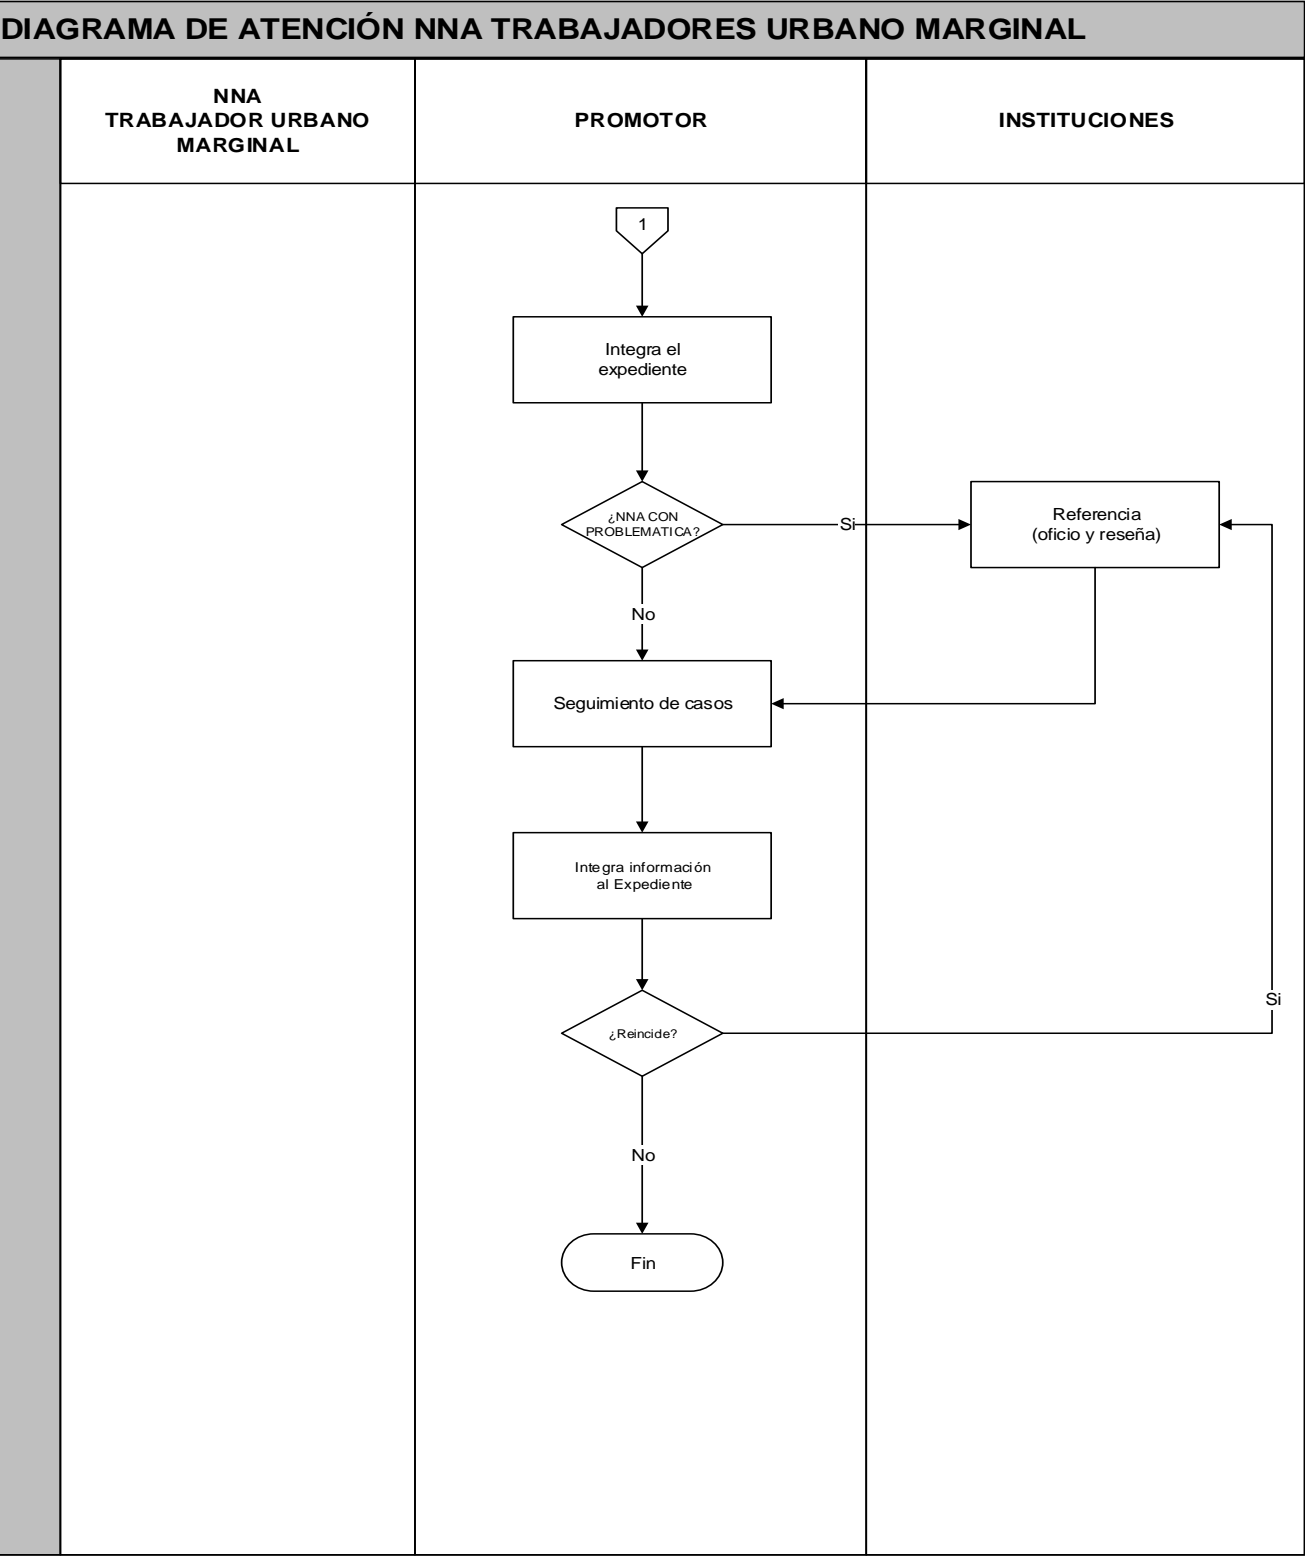 DIAGRAMA DE ATENCIÓN NNA TRABAJADORES URBANO MARGINAL
NNA
TRABAJADOR URBANO
MARGINAL
PROMOTOR
INSTITUCIONES
1
Integra el
expediente
¿NNA CON
PROBLEMATICA?
Si
Referencia
(oficio y reseña)
No
Seguimiento de casos
Integra información
al Expediente
Si
¿Reincide?
No
Fin